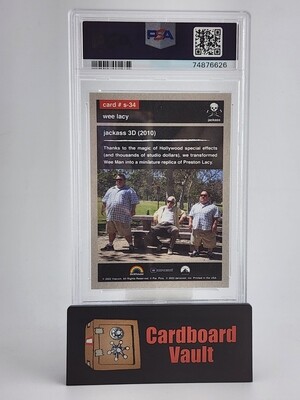 PSA
74876626
card # s-34
jackass
wee lacy
jackass 3D (2010)
Thanks to the magic of Hollywood special effects
(and thousands of studio dollars), we transformed
Wee Man into a miniature replica of Preston Lacy.
Cardboard
Vault